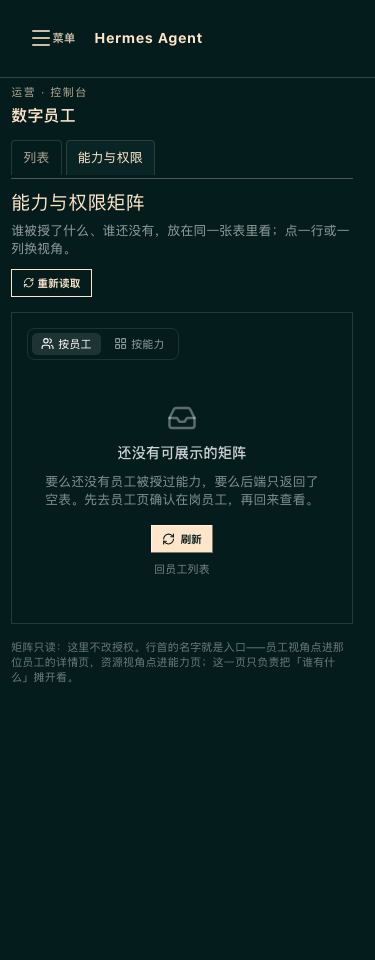 菜单
Hermes Agent
运营 · 控制台
数字员工
列表
能力与权限
能力与权限矩阵
谁被授了什么、谁还没有，放在同一张表里看；点一行或一
列换视角。
重新读取
按员工
按能力
还没有可展示的矩阵
要么还没有员工被授过能力，要么后端只返回了
空表。先去员工页确认在岗员工，再回来查看。
刷新
回员工列表
矩阵只读：这里不改授权。行首的名字就是入口——员工视角点进那
位员工的详情页，资源视角点进能力页；这一页只负责把「谁有什
么」摊开看。